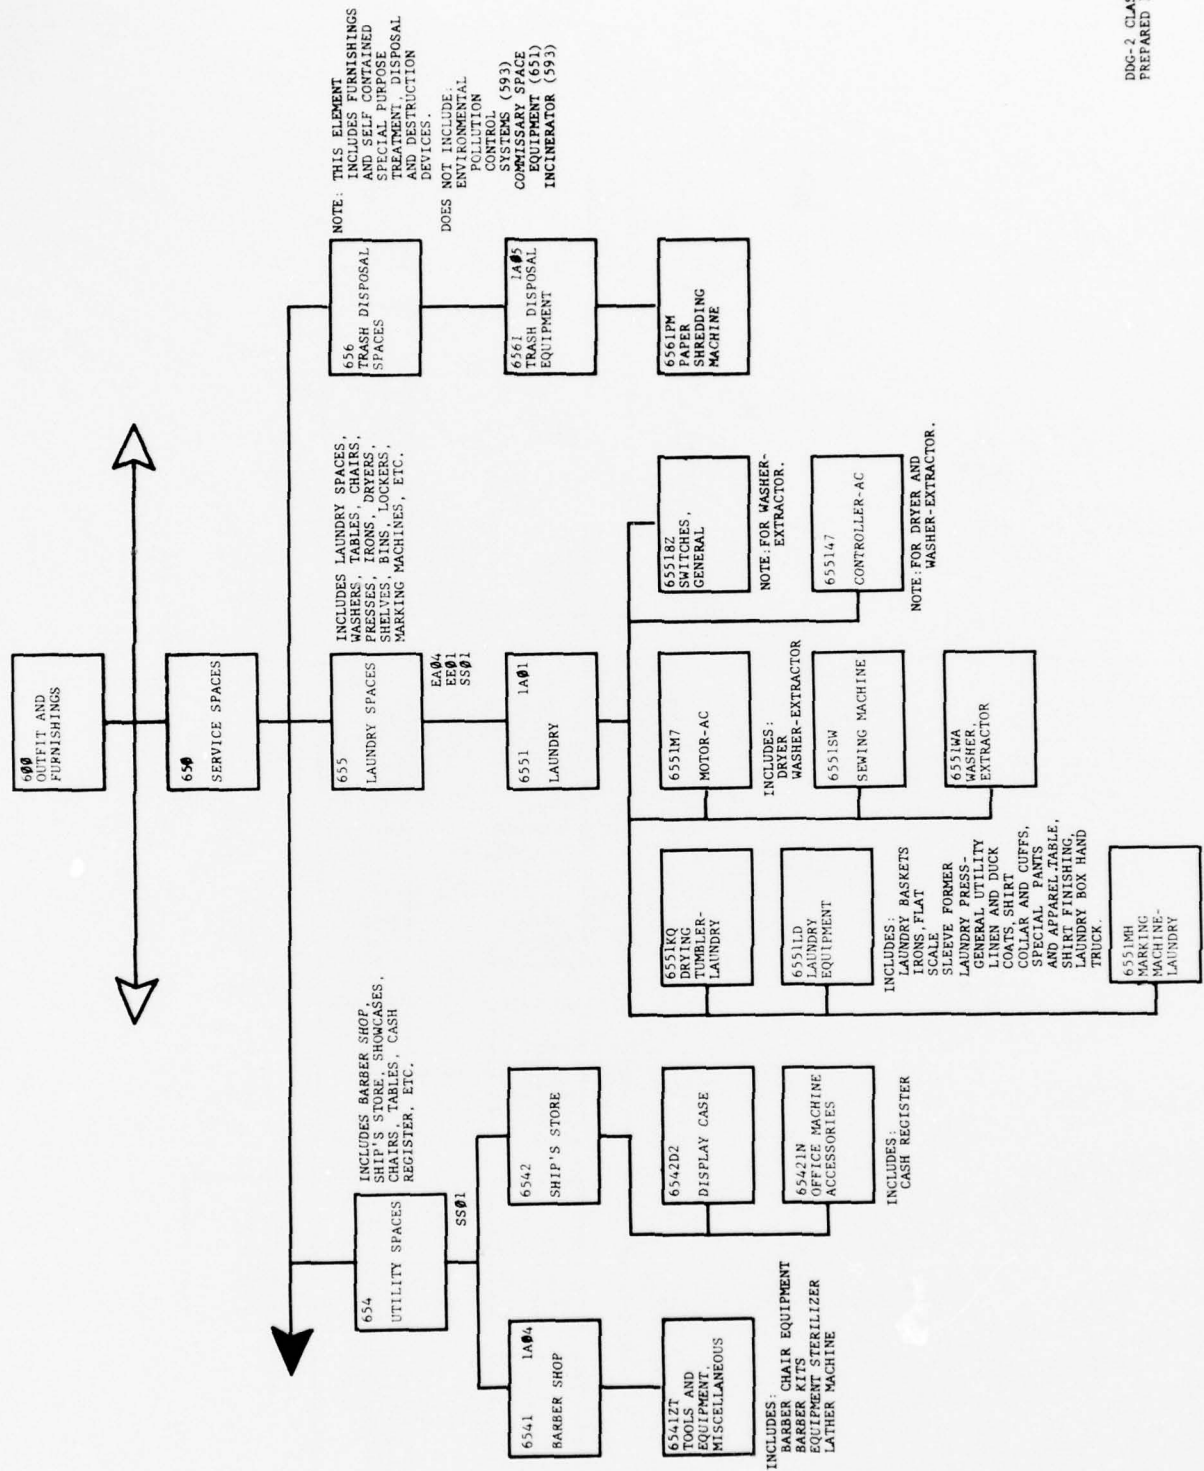 600
OUTFIT AND
FURNISHINGS
650
SERVICE SPACES
654
UTILITY SPACES
INCLUDES BARBER SHOP,
SHIP'S STORE, SHOWCASES,
CHAIRS, TABLES, CASH
REGISTER, ETC.
SS01
6541 1A04
BARBER SHOP
6541ZT
TOOLS AND
EQUIPMENT,
MISCELLANEOUS
INCLUDES:
BARBER CHAIR EQUIPMENT
BARBER KITS
EQUIPMENT STERILIZER
LATHER MACHINE
6542
SHIP'S STORE
6542D2
DISPLAY CASE
65421N
OFFICE MACHINE
ACCESSORIES
INCLUDES:
CASH REGISTER
655
LAUNDRY SPACES
INCLUDES LAUNDRY SPACES,
WASHERS, TABLES, CHAIRS,
PRESSES, IRONS, DRYERS,
SHELVES, BINS, LOCKERS,
MARKING MACHINES, ETC.
EA04
EE01
SS01
6551 1A01
LAUNDRY
6551KQ
DRYING
TUMBLER-
LAUNDRY
6551LD
LAUNDRY
EQUIPMENT
INCLUDES:
LAUNDRY BASKETS
IRONS, FLAT
SCALE
SLEEVE FORMER
LAUNDRY PRESS-
GENERAL UTILITY
LINEN AND DUCK
COATS, SHIRT
COLLAR AND CUFFS,
SPECIAL PANTS
AND APPAREL.TABLE,
SHIRT FINISHING,
LAUNDRY BOX HAND
TRUCK.
6551MH
MARKING
MACHINE-
LAUNDRY
6551M7
MOTOR-AC
INCLUDES:
DRYER
WASHER-EXTRACTOR
6551SW
SEWING MACHINE
6551WA
WASHER,
EXTRACTOR
65518Z
SWITCHES,
GENERAL
NOTE:FOR WASHER-
EXTRACTOR.
655147
CONTROLLER-AC
NOTE:FOR DRYER AND
WASHER-EXTRACTOR.
656
TRASH DISPOSAL
SPACES
NOTE: THIS ELEMENT
INCLUDES FURNISHINGS
AND SELF CONTAINED
SPECIAL PURPOSE
TREATMENT, DISPOSAL
AND DESTRUCTION
DEVICES.
DOES NOT INCLUDE:
ENVIRONMENTAL
POLLUTION
CONTROL
SYSTEMS (593)
COMMISSARY SPACE
EQUIPMENT (651)
INCINERATOR (593)
6561 1A05
TRASH DISPOSAL
EQUIPMENT
6561PM
PAPER
SHREDDING
MACHINE
DDG-2 CLAS
PREPARED